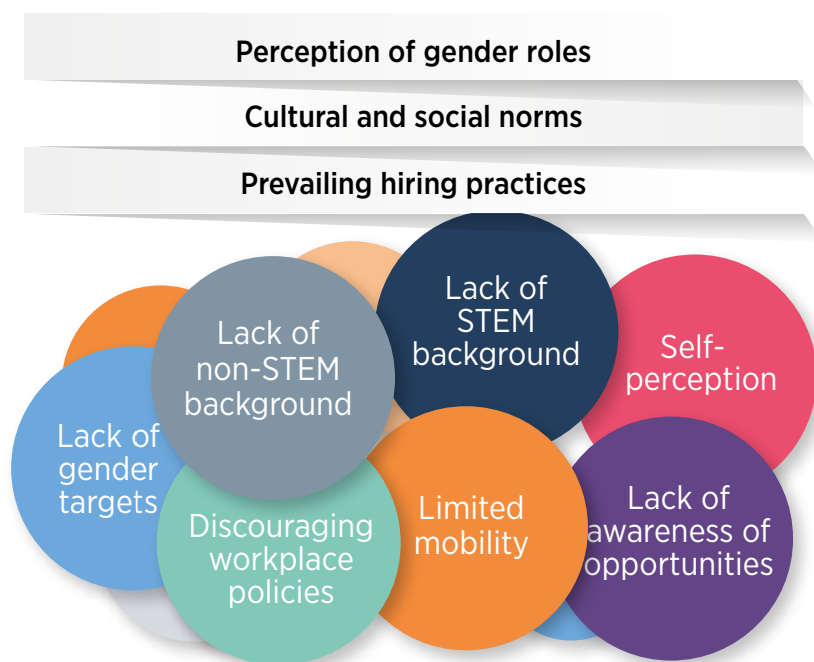 Perception of gender roles
Cultural and social norms
Prevailing hiring practices
Lack of
non-STEM
background
Lack of
STEM
background
Self-
perception
Lack of
gender
targets
Discouraging
workplace
policies
Limited
mobility
Lack of
awareness of
opportunities